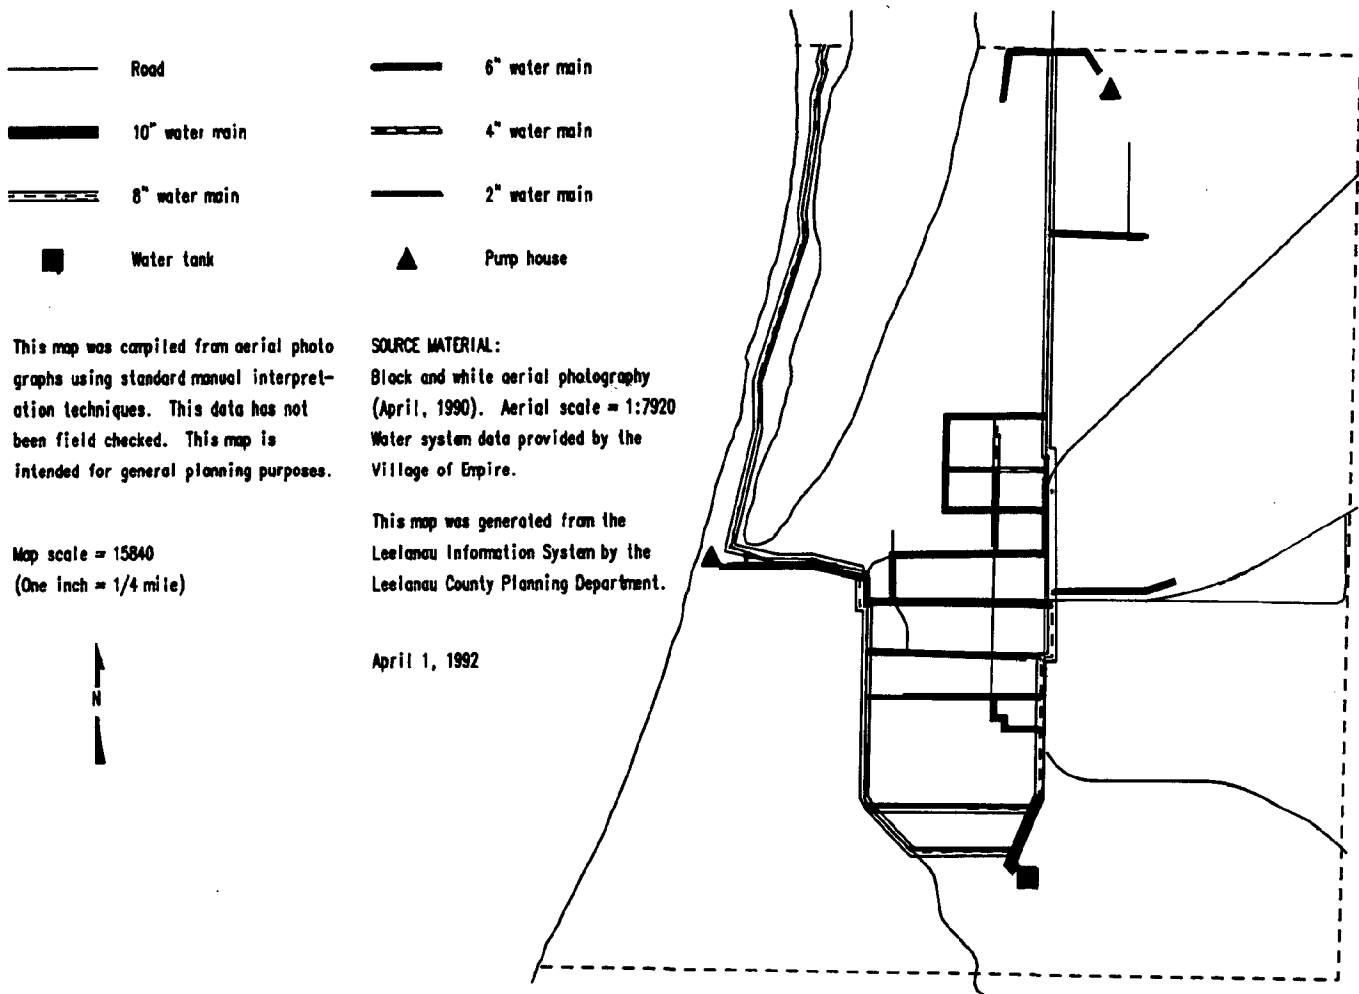 Road
10" water main
8" water main
Water tank
6" water main
4" water main
2" water main
Pump house
This map was compiled from aerial photo
graphs using standard manual interpret-
ation techniques. This data has not
been field checked. This map is
intended for general planning purposes.
Map scale = 15840
(One inch = 1/4 mile)
N
SOURCE MATERIAL:
Black and white aerial photography
(April, 1990). Aerial scale = 1:7920
Water system data provided by the
Village of Empire.
This map was generated from the
Leelanau Information System by the
Leelanau County Planning Department.
April 1, 1992